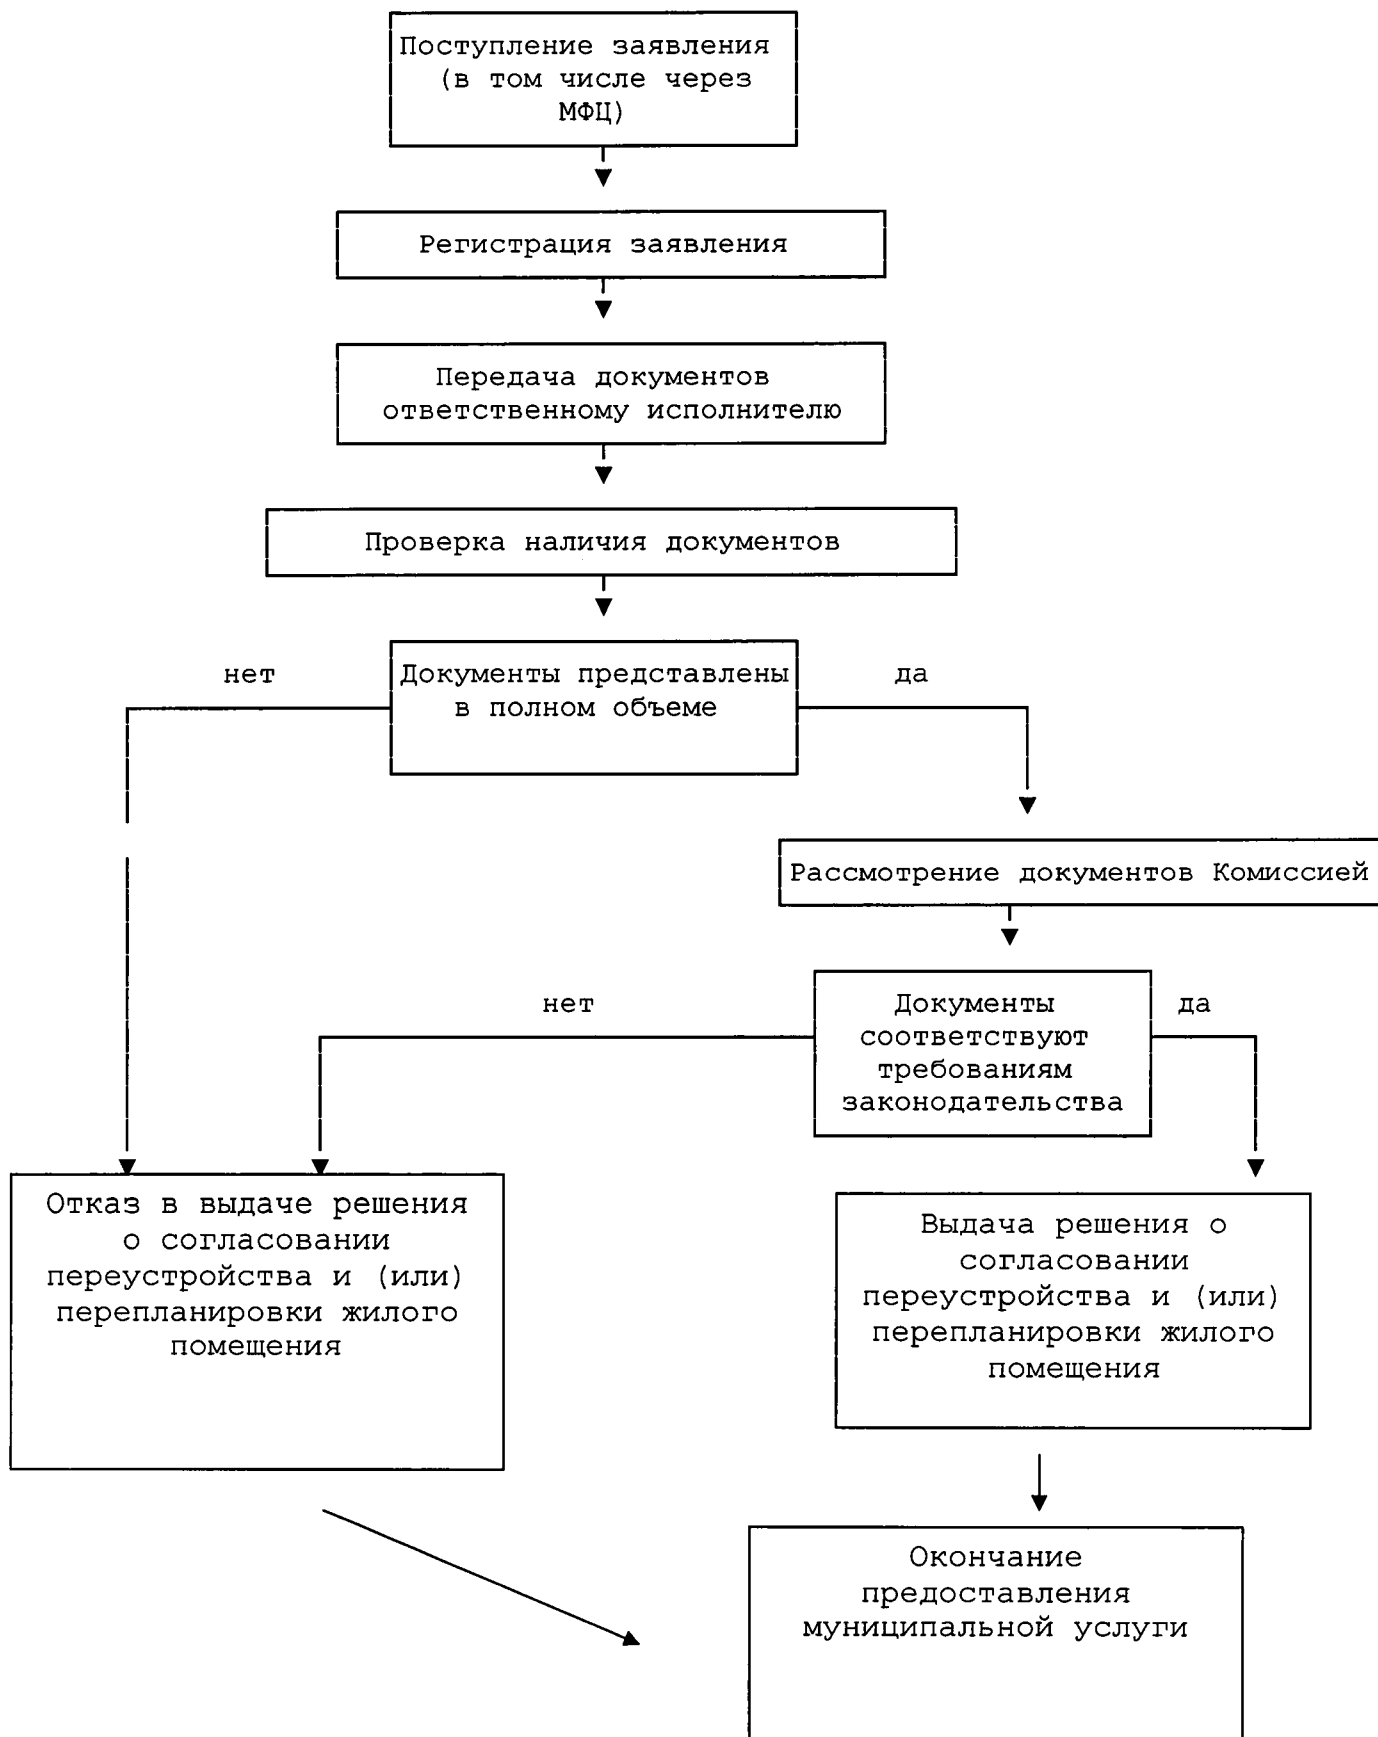 Поступление заявления
(в том числе через
МФЦ)
Регистрация заявления
Передача документов
ответственному исполнителю
Проверка наличия документов
нет
Документы представлены
в полном объеме
да
Рассмотрение документов Комиссией
нет
Документы
соответствуют
требованиям
законодательства
да
Отказ в выдаче решения
о согласовании
переустройства и (или)
перепланировки жилого
помещения
Выдача решения о
согласовании
переустройства и (или)
перепланировки жилого
помещения
Окончание
предоставления
муниципальной услуги